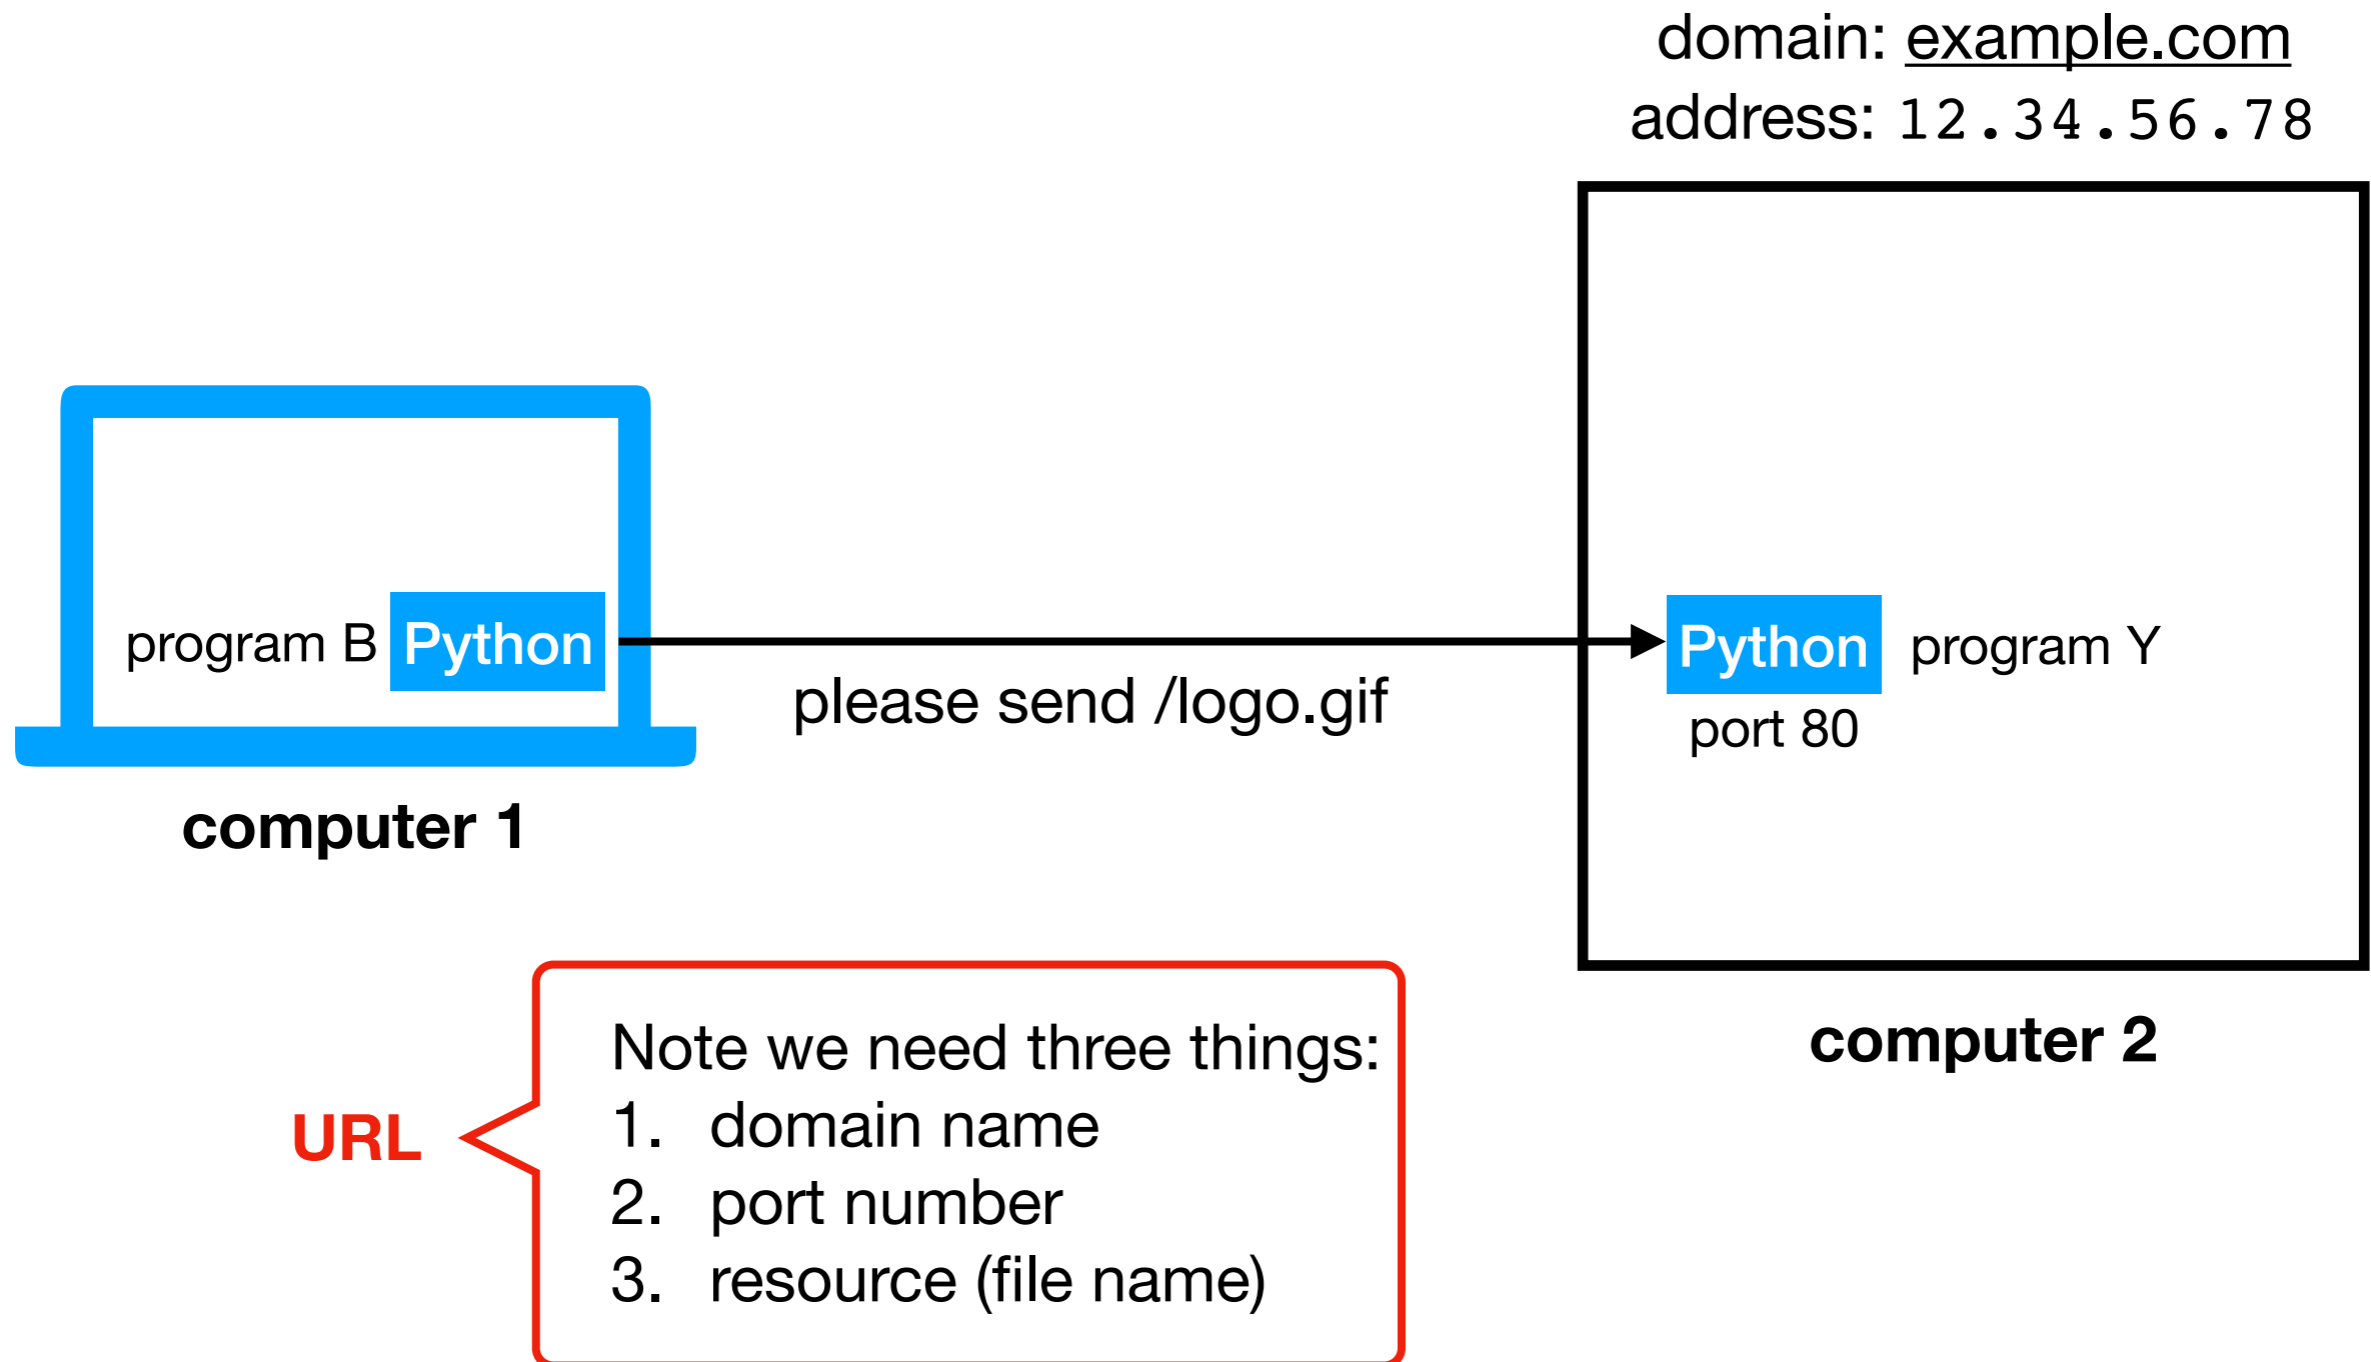 domain: example.com
address: 12.34.56.78
program B Python
please send /logo.gif
Python program Y
port 80
computer 1
computer 2
URL
Note we need three things:
1. domain name
2. port number
3. resource (file name)